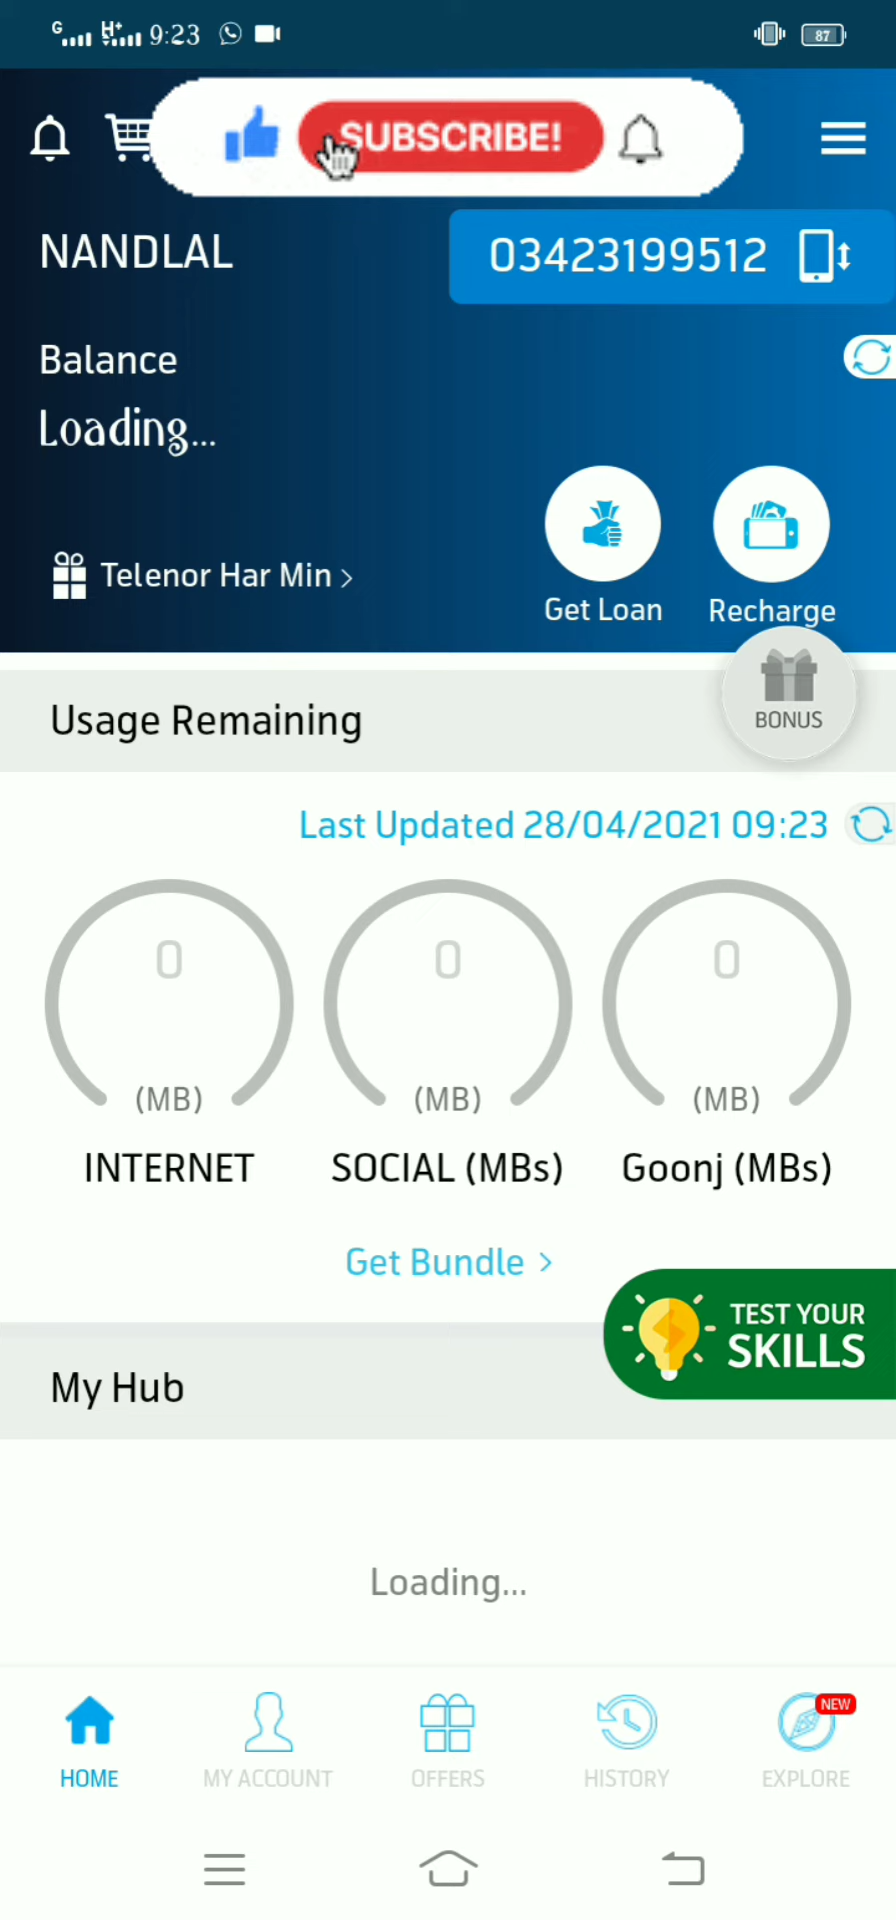 G H+ 9:23 87
SUBSCRIBE!
NANDLAL 03423199512
Balance
Loading...
Telenor Har Min >
Get Loan Recharge
BONUS
Usage Remaining
Last Updated 28/04/2021 09:23
0 0 0
(MB) (MB) (MB)
INTERNET SOCIAL (MBs) Goonj (MBs)
Get Bundle >
TEST YOUR
SKILLS
My Hub
Loading...
NEW
HOME MY ACCOUNT OFFERS HISTORY EXPLORE